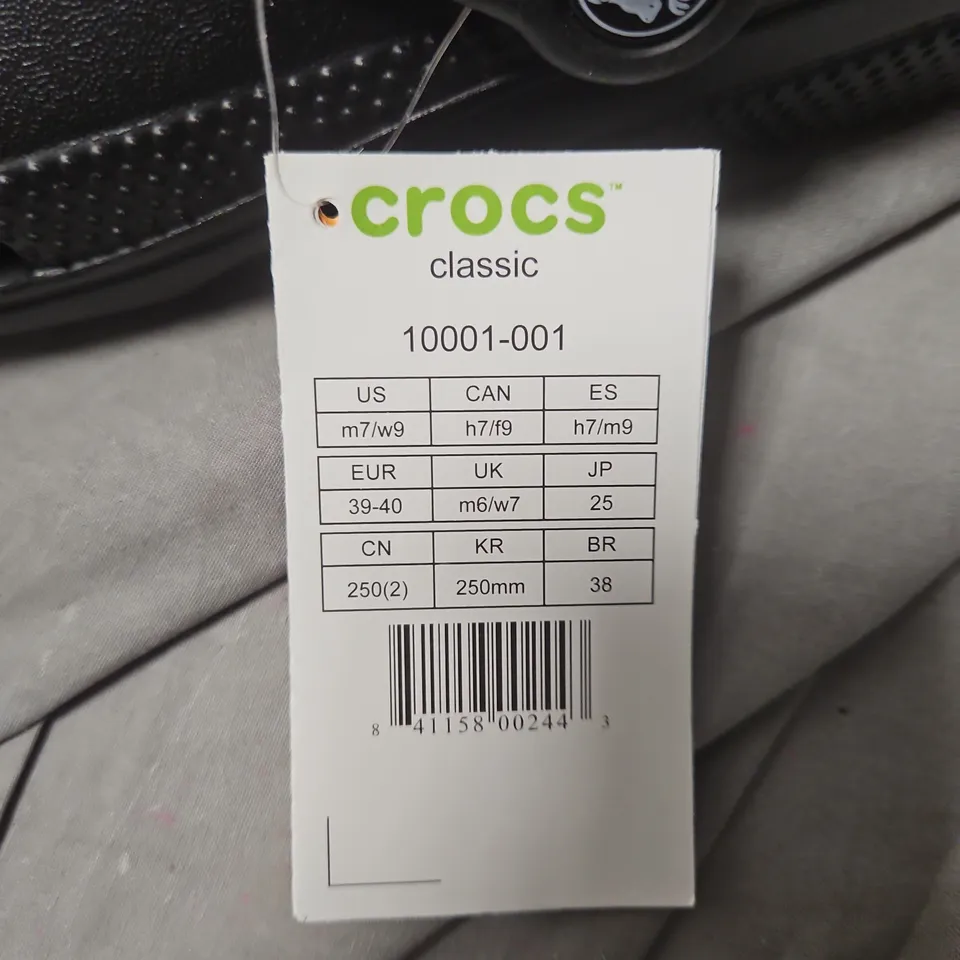 crocs™
classic
10001-001
US CAN ES
m7/w9 h7/f9 h7/m9
EUR UK JP
39-40 m6/w7 25
CN KR BR
250(2) 250mm 38
8 41158 00244 3